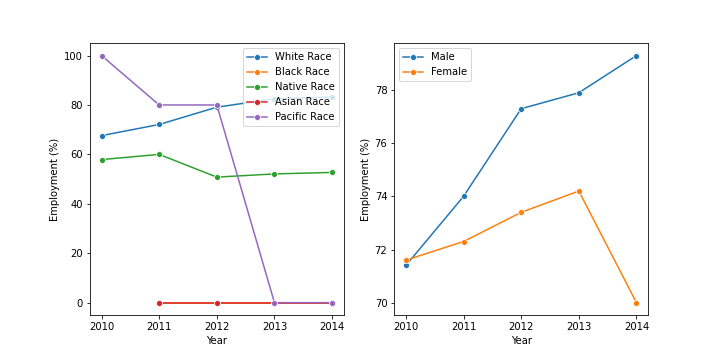 100
80
60
40
20
0
Employment (%)
2010 2011 2012 2013 2014
Year
White Race
Black Race
Native Race
Asian Race
Pacific Race
78
76
74
72
70
Employment (%)
2010 2011 2012 2013 2014
Year
Male
Female